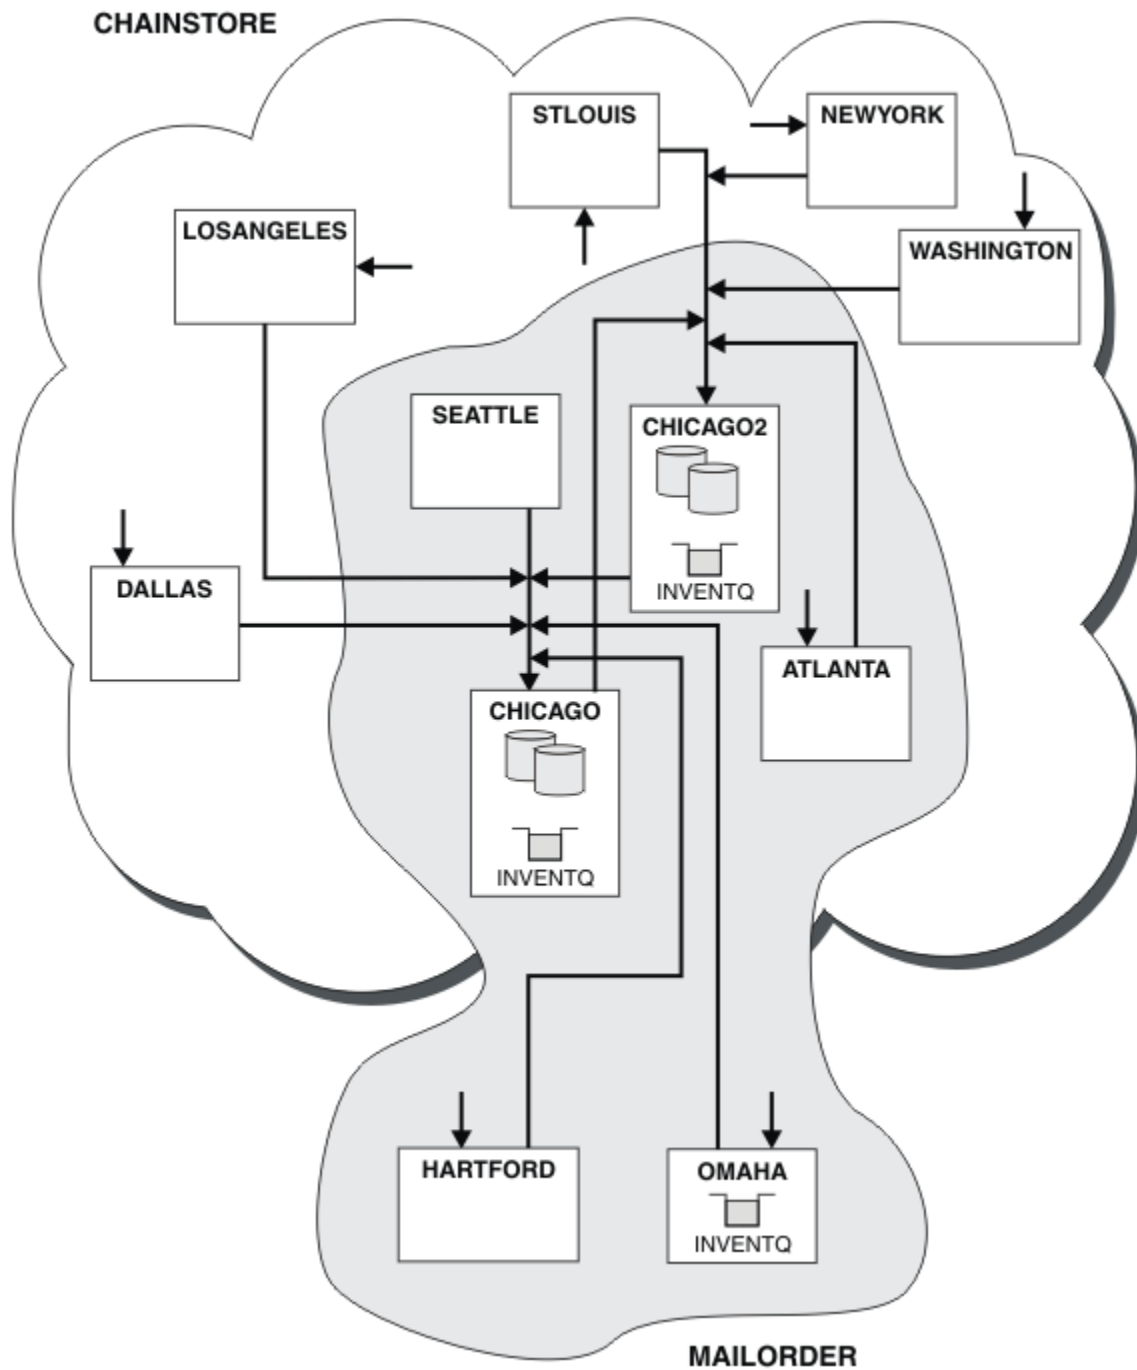 CHAINSTORE
STLOUIS
NEWYORK
LOSANGELES
WASHINGTON
SEATTLE
CHICAGO2
INVENTQ
DALLAS
ATLANTA
CHICAGO
INVENTQ
HARTFORD
OMAHA
INVENTQ
MAILORDER